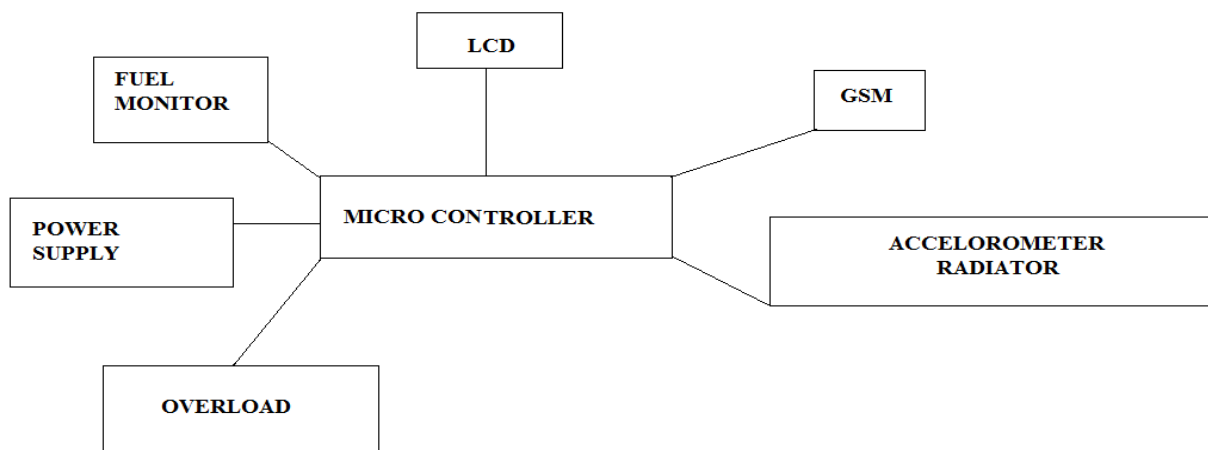 LCD
FUEL
MONITOR
GSM
MICRO CONTROLLER
POWER
SUPPLY
ACCELOROMETER
RADIATOR
OVERLOAD